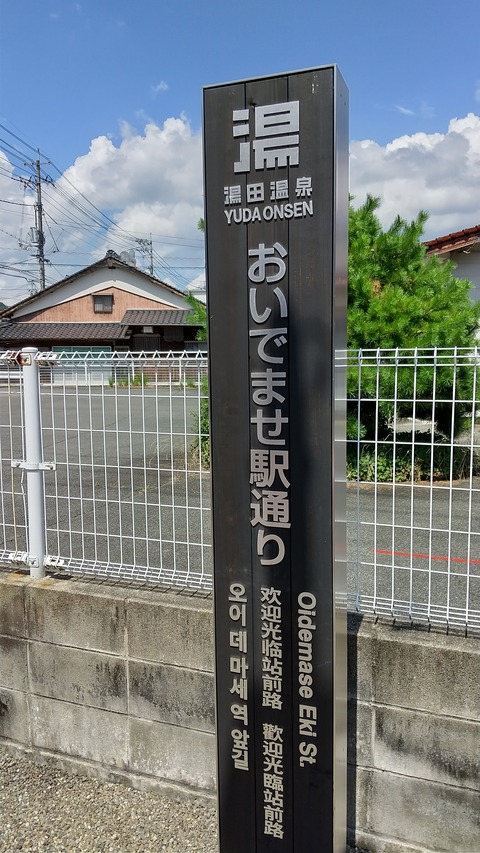 湯
湯田温泉
YUDAONSEN
おいでませ駅通り
Oidemase Eki St.
欢迎光临站前路 歡迎光臨站前路
오이데마세 역 앞길